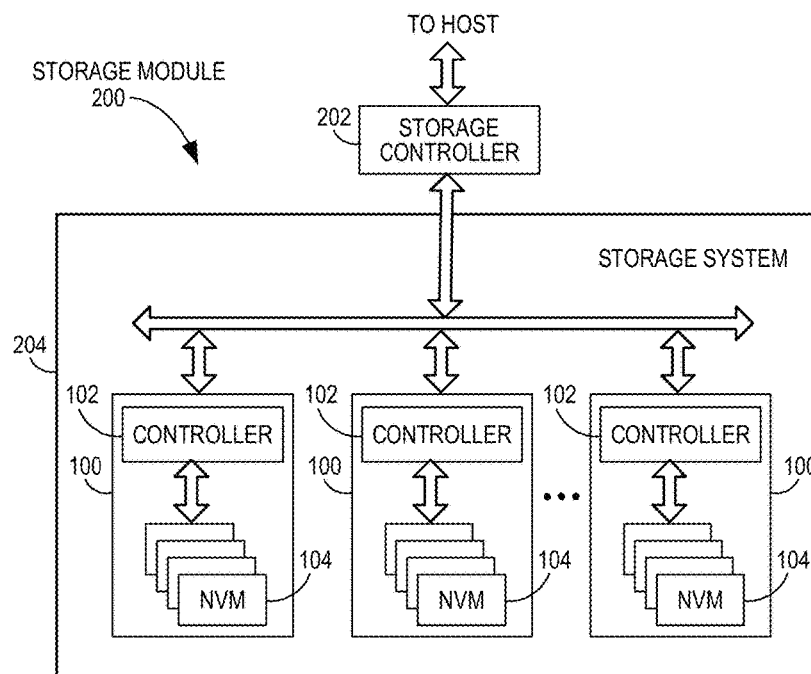 TO HOST
STORAGE MODULE
200
202
STORAGE
CONTROLLER
STORAGE SYSTEM
204
102
CONTROLLER
102
CONTROLLER
102
CONTROLLER
100
100
100
104
NVM
104
NVM
104
NVM